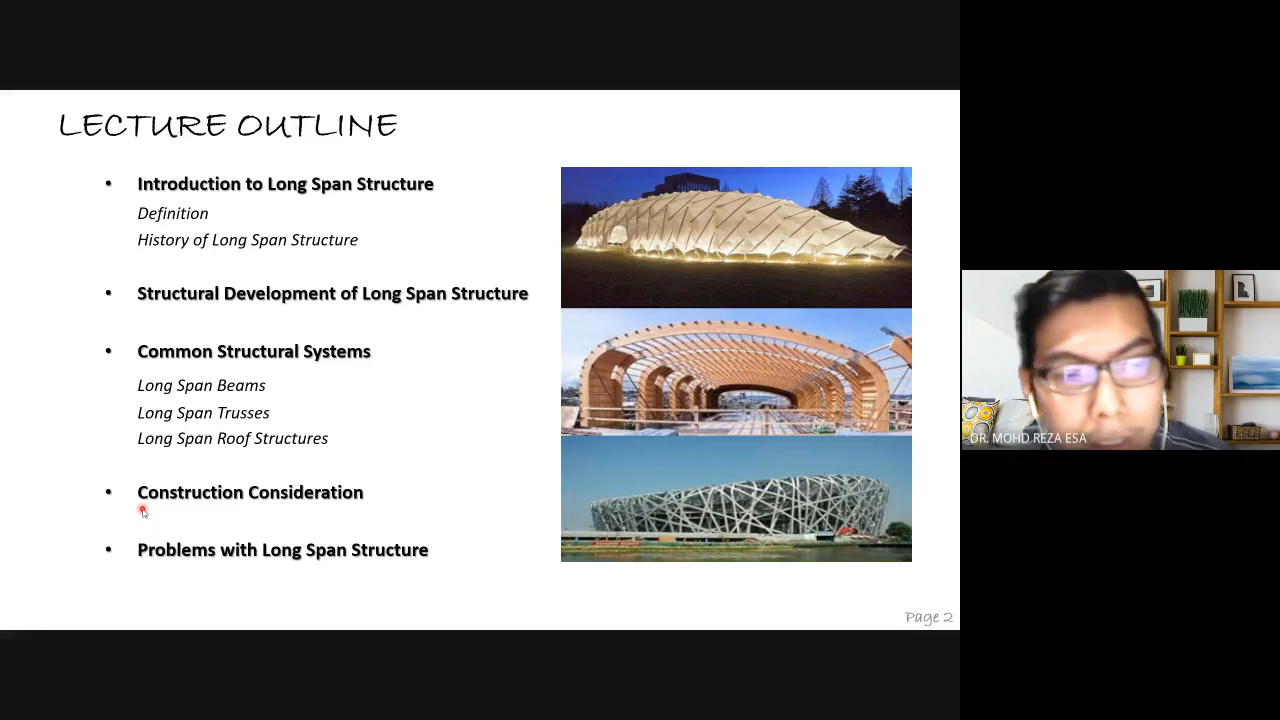 LECTURE OUTLINE
• Introduction to Long Span Structure
Definition
History of Long Span Structure
• Structural Development of Long Span Structure
• Common Structural Systems
Long Span Beams
Long Span Trusses
Long Span Roof Structures
• Construction Consideration
• Problems with Long Span Structure
Page 2
DR. MOHD REZA ESA